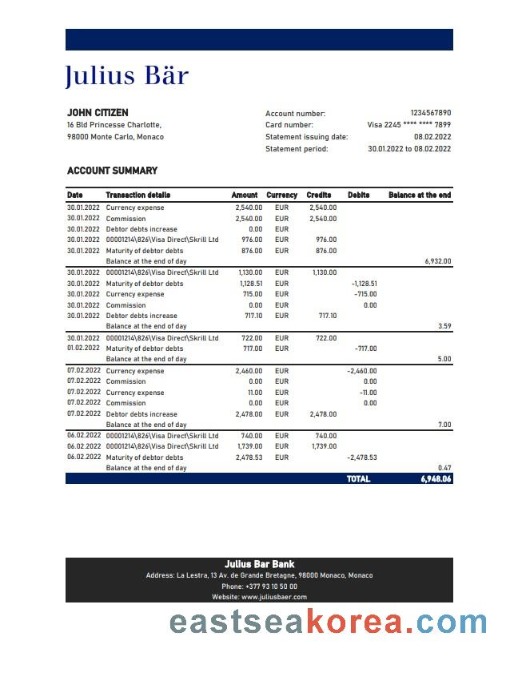 Julius Bär
JOHN CITIZEN
16 Bld Princesse Charlotte,
98000 Monte Carlo, Monaco
Account number: 1234567890
Card number: Visa 2245 **** **** 7899
Statement issuing date: 08.02.2022
Statement period: 30.01.2022 to 08.02.2022
ACCOUNT SUMMARY
Date Transaction details Amount Currency Credits Debits Balance at the end
30.01.2022 Currency expense 2,540.00 EUR 2,540.00
30.01.2022 Commission 2,540.00 EUR 2,540.00
30.01.2022 Debtor debts increase 0.00 EUR
30.01.2022 00001214\826\Visa Direct\Skrill Ltd 976.00 EUR 976.00
30.01.2022 Maturity of debtor debts 876.00 EUR 876.00
Balance at the end of day 6,932.00
30.01.2022 00001214\826\Visa Direct\Skrill Ltd 1,130.00 EUR 1,130.00
30.01.2022 Maturity of debtor debts 1,128.51 EUR -1,128.51
30.01.2022 Currency expense 715.00 EUR -715.00
30.01.2022 Commission 0.00 EUR 0.00
30.01.2022 Debtor debts increase 717.10 EUR 717.10
Balance at the end of day 3.59
30.01.2022 00001214\826\Visa Direct\Skrill Ltd 722.00 EUR 722.00
01.02.2022 Maturity of debtor debts 717.00 EUR -717.00
Balance at the end of day 5.00
07.02.2022 Currency expense 2,460.00 EUR -2,460.00
07.02.2022 Commission 0.00 EUR 0.00
07.02.2022 Currency expense 11.00 EUR -11.00
07.02.2022 Commission 0.00 EUR 0.00
07.02.2022 Debtor debts increase 2,478.00 EUR 2,478.00
Balance at the end of day 7.00
06.02.2022 00001214\826\Visa Direct\Skrill Ltd 740.00 EUR 740.00
06.02.2022 00001214\826\Visa Direct\Skrill Ltd 1,739.00 EUR 1,739.00
06.02.2022 Maturity of debtor debts 2,478.53 EUR -2,478.53
Balance at the end of day 0.47
TOTAL 6,948.06
Julius Bar Bank
Address: La Lestra, 13 Av. de Grande Bretagne, 98000 Monaco, Monaco
Phone: +377 93 10 50 00
Website: www.juliusbaer.com
eastseakorea.com